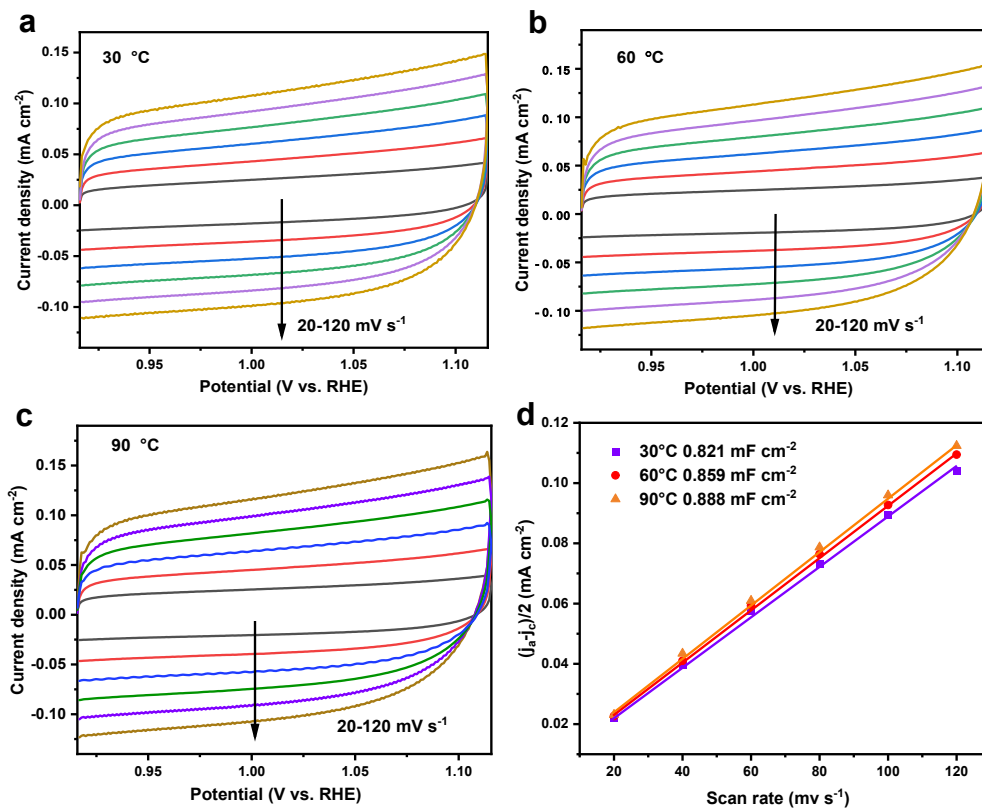 a
30 °C
0.15
0.10
0.05
0.00
-0.05
-0.10
Current density (mA cm⁻²)
20-120 mV s⁻¹
0.95 1.00 1.05 1.10
Potential (V vs. RHE)
b
60 °C
0.15
0.10
0.05
0.00
-0.05
-0.10
Current density (mA cm⁻²)
20-120 mV s⁻¹
0.95 1.00 1.05 1.10
Potential (V vs. RHE)
c
90 °C
0.15
0.10
0.05
0.00
-0.05
-0.10
Current density (mA cm⁻²)
20-120 mV s⁻¹
0.95 1.00 1.05 1.10
Potential (V vs. RHE)
d
30°C 0.821 mF cm⁻²
60°C 0.859 mF cm⁻²
90°C 0.888 mF cm⁻²
0.12
0.10
0.08
0.06
0.04
0.02
(jₐ-j꜀)/2 (mA cm⁻²)
20 40 60 80 100 120
Scan rate (mv s⁻¹)